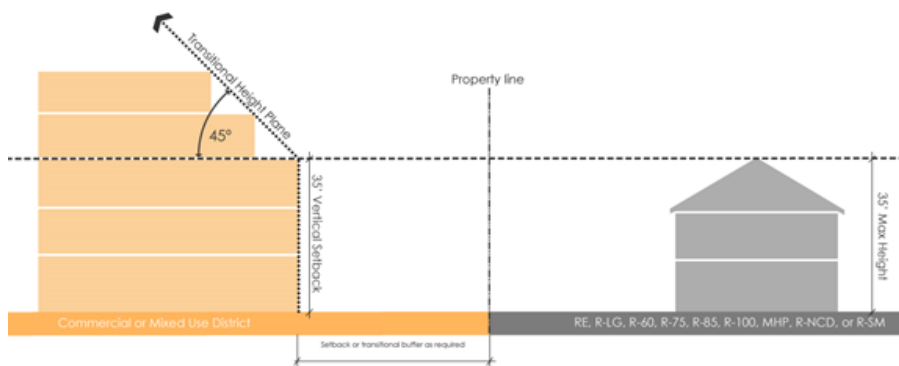 Transitional Height Plane
Property line
45°
35' Vertical Setback
35' Max Height
Commercial or Mixed Use District
RE, R-LG, R-60, R-75, R-85, R-100, MHP, R-NCD, or R-SM
Setback or transitional buffer as required